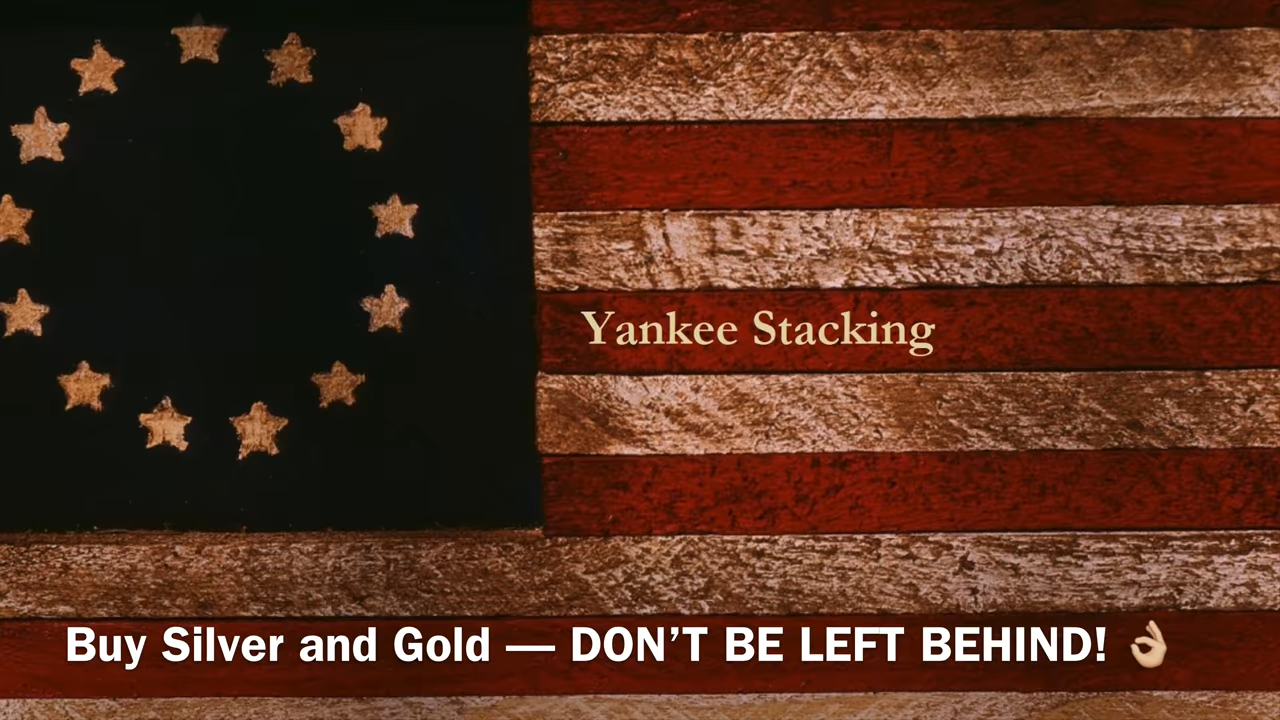 Yankee Stacking
Buy Silver and Gold — DON’T BE LEFT BEHIND! 👌🏼